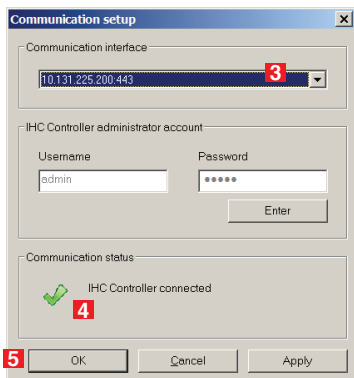 Communication setup
Communication interface
10.131.225.200:443
3
IHC Controller administrator account
Username Password
admin •••••
Enter
Communication status
IHC Controller connected
4
5
OK Cancel Apply